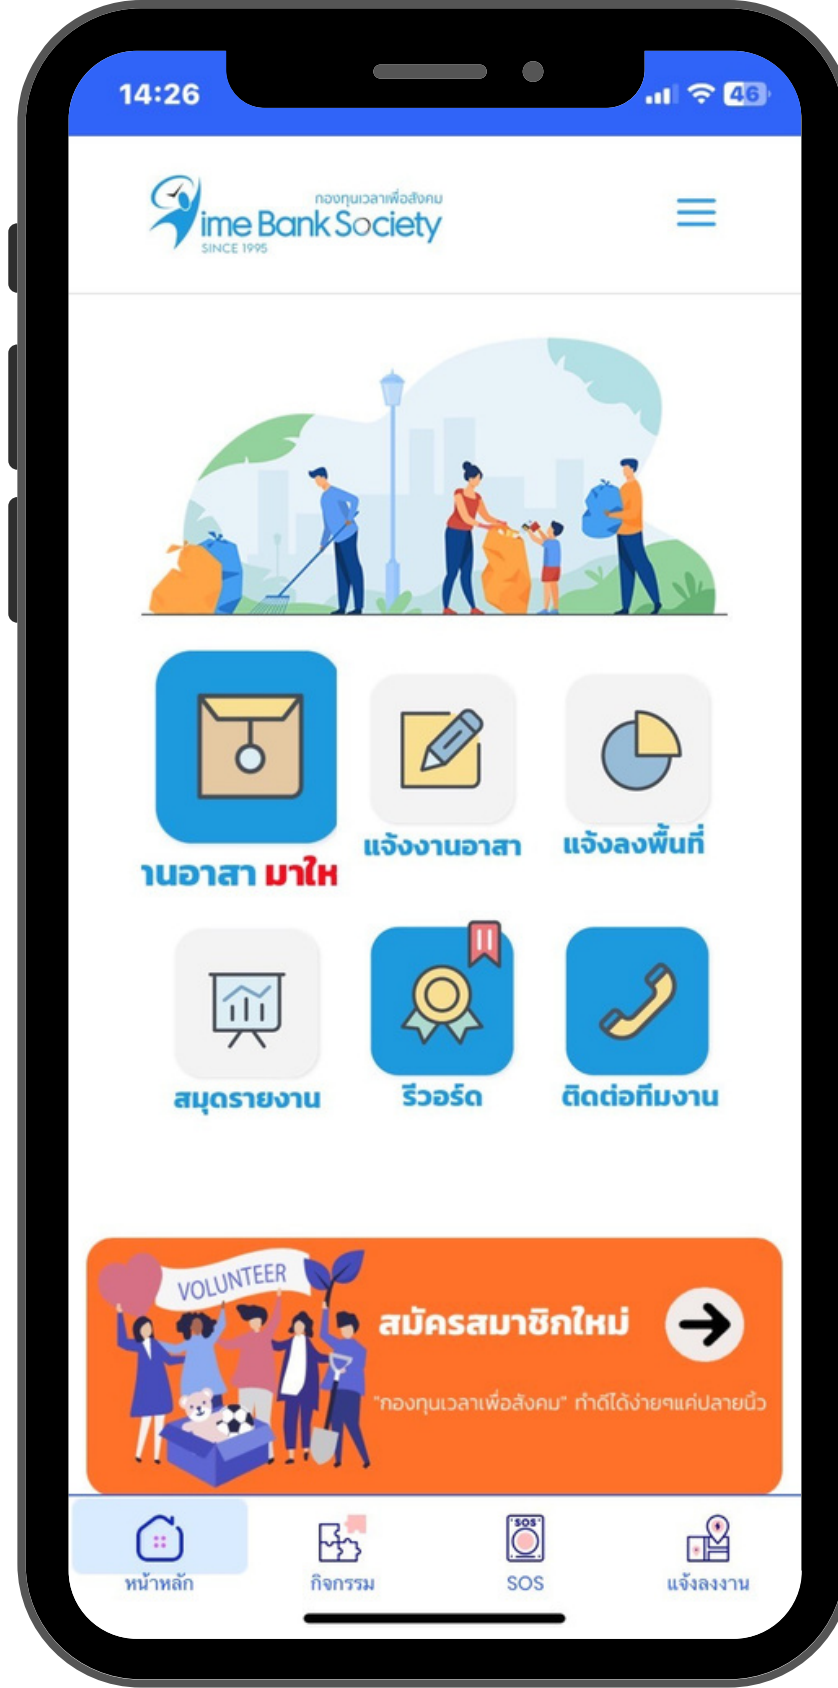 14:26
46
กองทุนเวลาเพื่อสังคม
ime Bank Society
SINCE 1995
านอาสา มาให
แจ้งงานอาสา
แจ้งลงพื้นที่
สมุดรายงาน
รีวอร์ด
ติดต่อทีมงาน
VOLUNTEER
สมัครสมาชิกใหม่
"กองทุนเวลาเพื่อสังคม" ทำดีได้ง่ายๆแค่ปลายนิ้ว
SOS
หน้าหลัก
กิจกรรม
SOS
แจ้งลงงาน